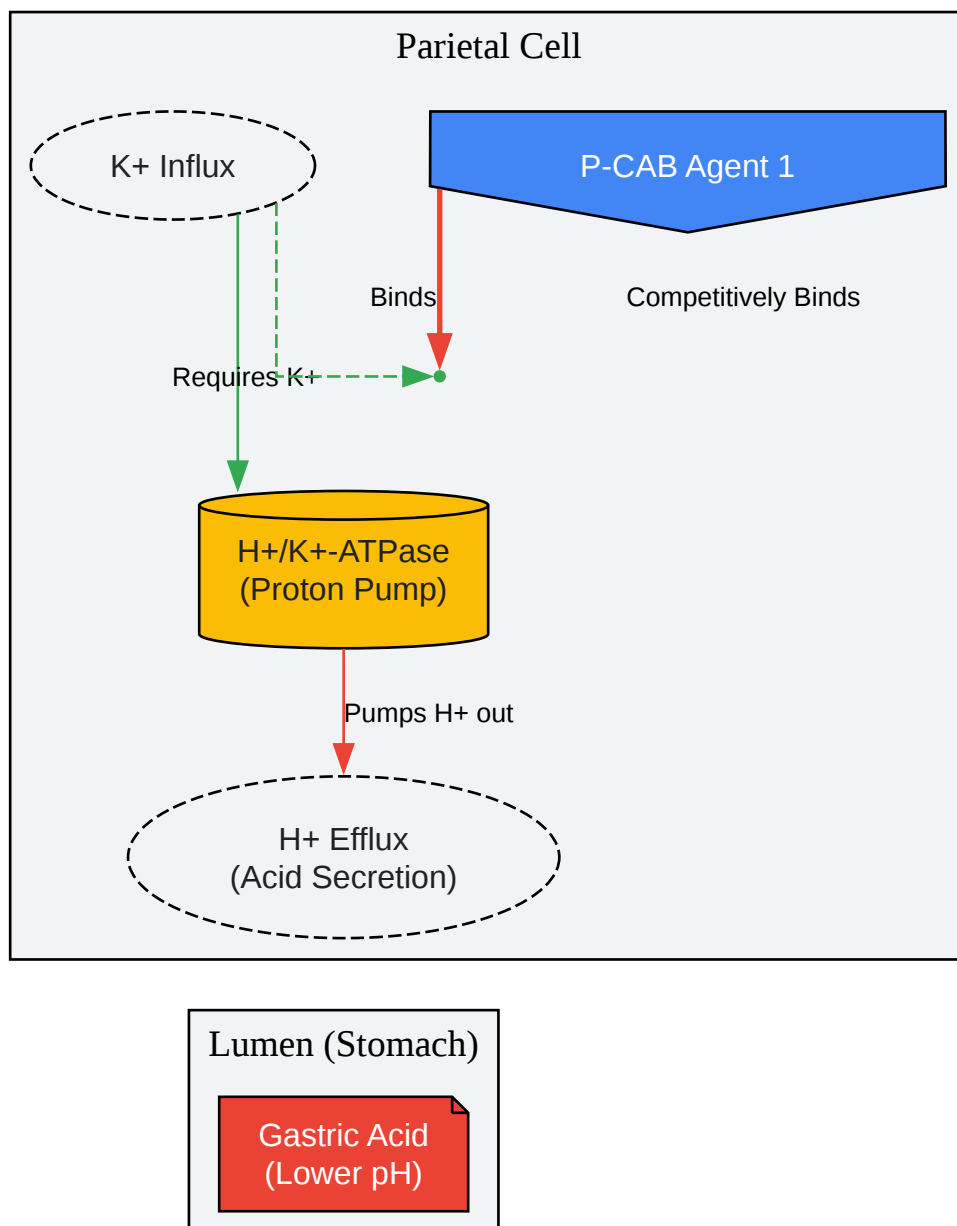 Parietal Cell
K+ Influx
P-CAB Agent 1
Binds
Competitively Binds
Requires K+
H+/K+-ATPase
(Proton Pump)
Pumps H+ out
H+ Efflux
(Acid Secretion)
Lumen (Stomach)
Gastric Acid
(Lower pH)